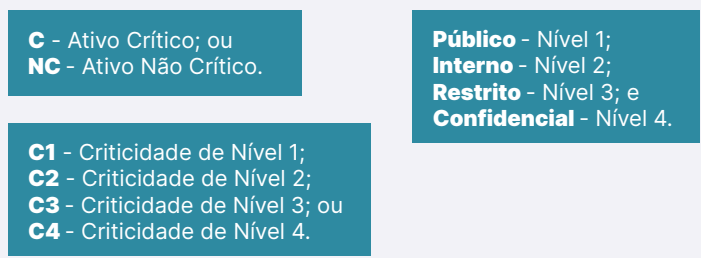 C - Ativo Crítico; ou
NC - Ativo Não Crítico.
C1 - Criticidade de Nível 1;
C2 - Criticidade de Nível 2;
C3 - Criticidade de Nível 3; ou
C4 - Criticidade de Nível 4.
Público - Nível 1;
Interno - Nível 2;
Restrito - Nível 3; e
Confidencial - Nível 4.